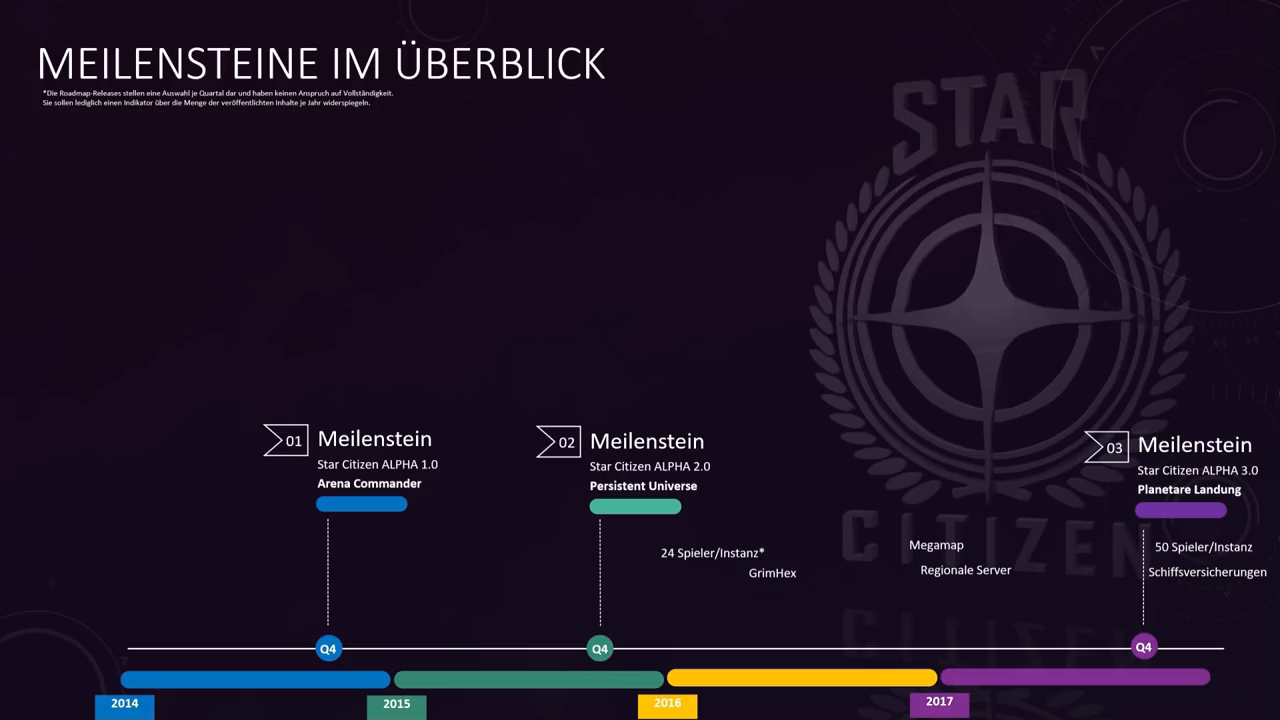 MEILENSTEINE IM ÜBERBLICK
*Die Roadmap-Releases stellen eine Auswahl je Quartal dar und haben keinen Anspruch auf Vollständigkeit.
Sie sollen lediglich einen Indikator über die Menge der veröffentlichten Inhalte je Jahr widerspiegeln.
STAR
CITIZEN
01
Meilenstein
Star Citizen ALPHA 1.0
Arena Commander
02
Meilenstein
Star Citizen ALPHA 2.0
Persistent Universe
03
Meilenstein
Star Citizen ALPHA 3.0
Planetare Landung
24 Spieler/Instanz*
GrimHex
Megamap
Regionale Server
50 Spieler/Instanz
Schiffsversicherungen
Q4
Q4
Q4
2014
2015
2016
2017